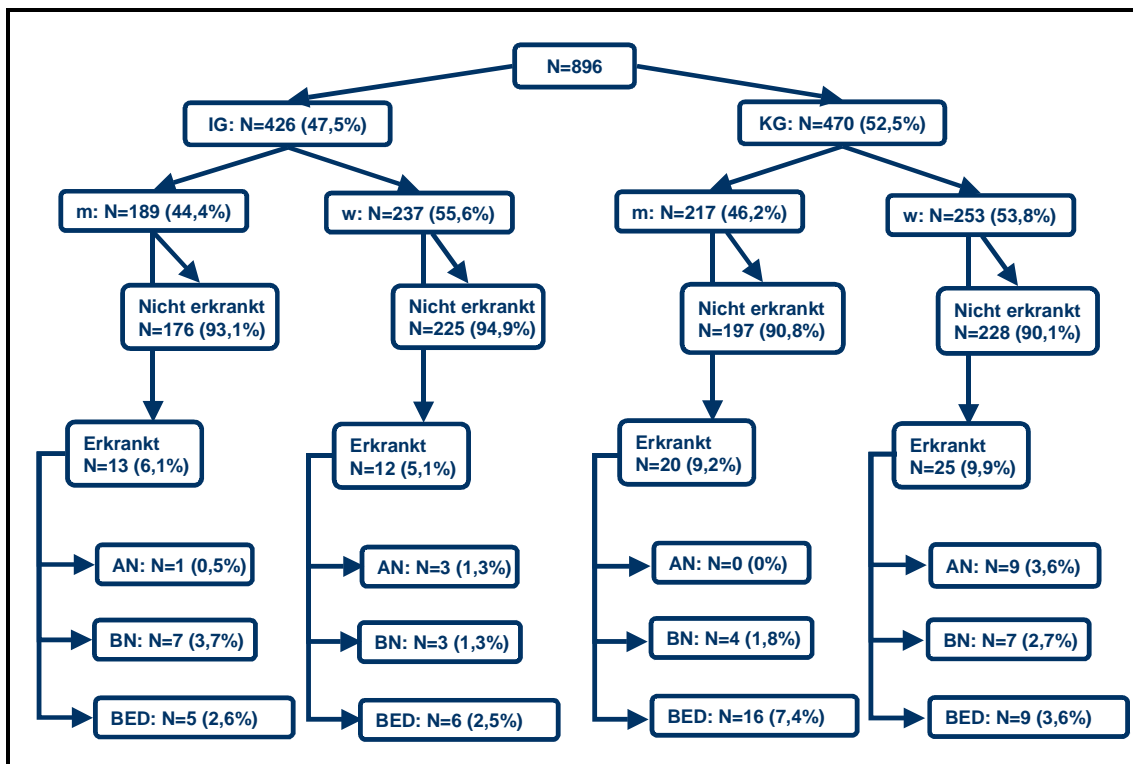 N=896
IG: N=426 (47,5%)
KG: N=470 (52,5%)
m: N=189 (44,4%)
w: N=237 (55,6%)
m: N=217 (46,2%)
w: N=253 (53,8%)
Nicht erkrankt
N=176 (93,1%)
Nicht erkrankt
N=225 (94,9%)
Nicht erkrankt
N=197 (90,8%)
Nicht erkrankt
N=228 (90,1%)
Erkrankt
N=13 (6,1%)
Erkrankt
N=12 (5,1%)
Erkrankt
N=20 (9,2%)
Erkrankt
N=25 (9,9%)
AN: N=1 (0,5%)
AN: N=3 (1,3%)
AN: N=0 (0%)
AN: N=9 (3,6%)
BN: N=7 (3,7%)
BN: N=3 (1,3%)
BN: N=4 (1,8%)
BN: N=7 (2,7%)
BED: N=5 (2,6%)
BED: N=6 (2,5%)
BED: N=16 (7,4%)
BED: N=9 (3,6%)